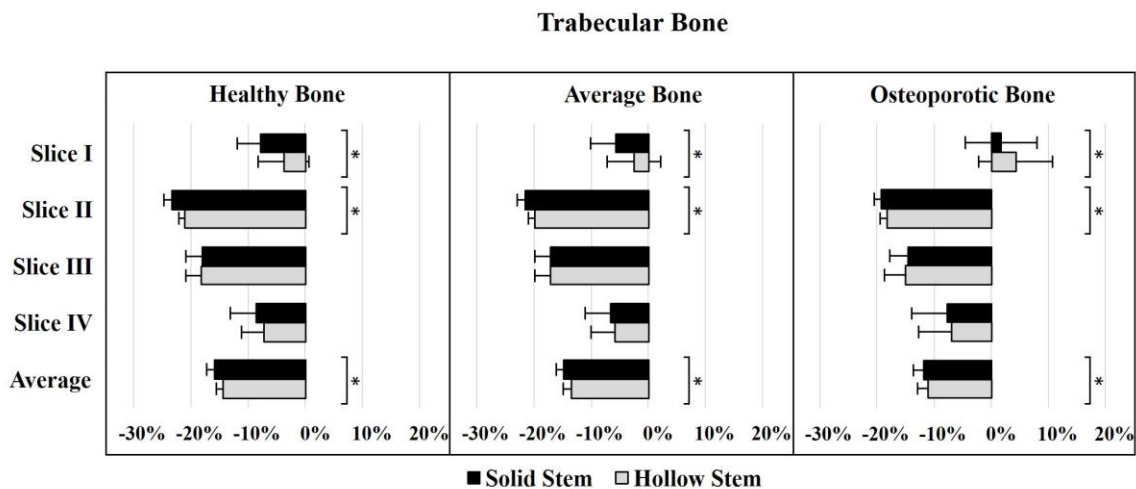 Trabecular Bone
Healthy Bone Average Bone Osteoporotic Bone
Slice I * * *
Slice II * * *
Slice III
Slice IV
Average * * *
-30% -20% -10% 0% 10% 20% -30% -20% -10% 0% 10% 20% -30% -20% -10% 0% 10% 20%
Solid Stem Hollow Stem